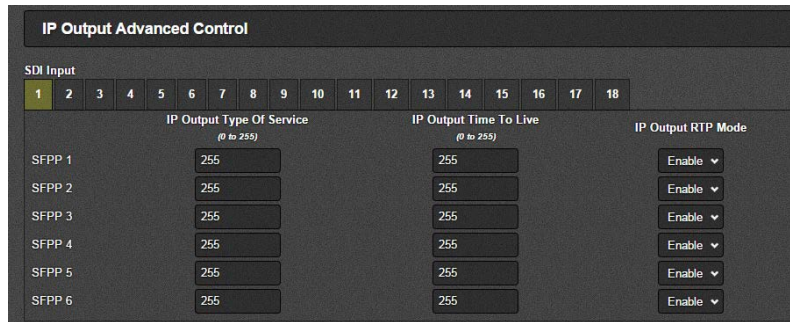 IP Output Advanced Control
SDI Input
1 2 3 4 5 6 7 8 9 10 11 12 13 14 15 16 17 18
IP Output Type Of Service IP Output Time To Live IP Output RTP Mode
(0 to 255) (0 to 255)
SFPP 1 255 255 Enable
SFPP 2 255 255 Enable
SFPP 3 255 255 Enable
SFPP 4 255 255 Enable
SFPP 5 255 255 Enable
SFPP 6 255 255 Enable